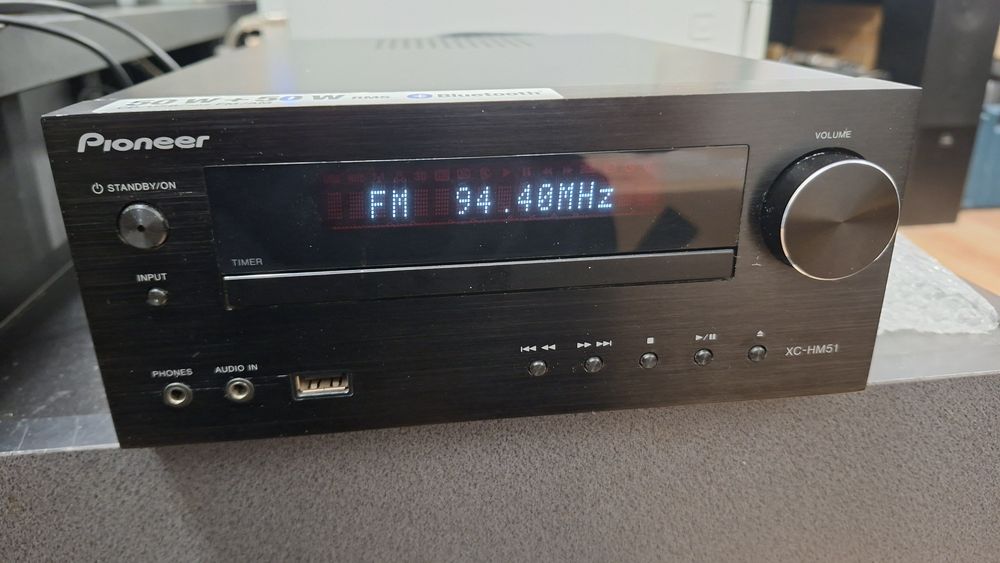 50 W + 50 W RMS Bluetooth
Pioneer
VOLUME
STANDBY/ON
FM 94.40MHz
TIMER
INPUT
XC-HM51
PHONES
AUDIO IN